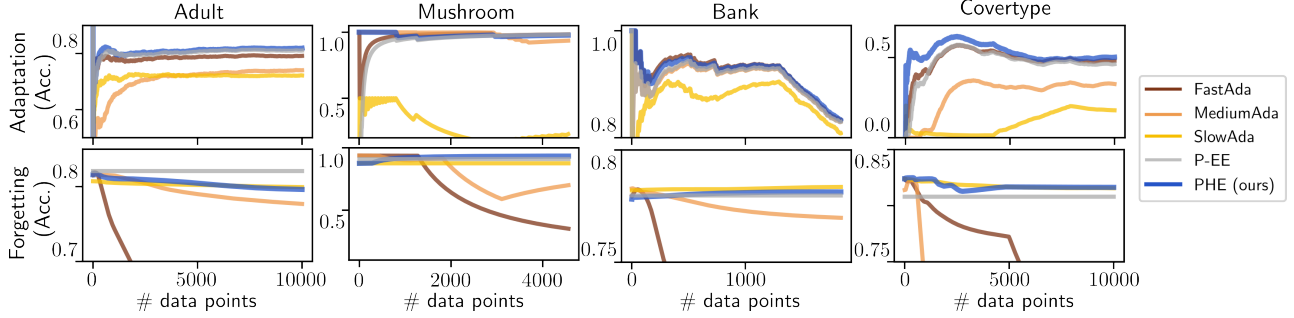 Adult
Mushroom
Bank
Covertype
Adaptation
(Acc.)
0.8
0.6
1.0
0.5
1.0
0.8
0.5
0.0
Forgetting
(Acc.)
0.8
0.7
1.0
0.5
0.8
0.75
0.85
0.75
0 5000 10000
0 2000 4000
0 1000
0 5000 10000
# data points
# data points
# data points
# data points
FastAda
MediumAda
SlowAda
P-EE
PHE (ours)